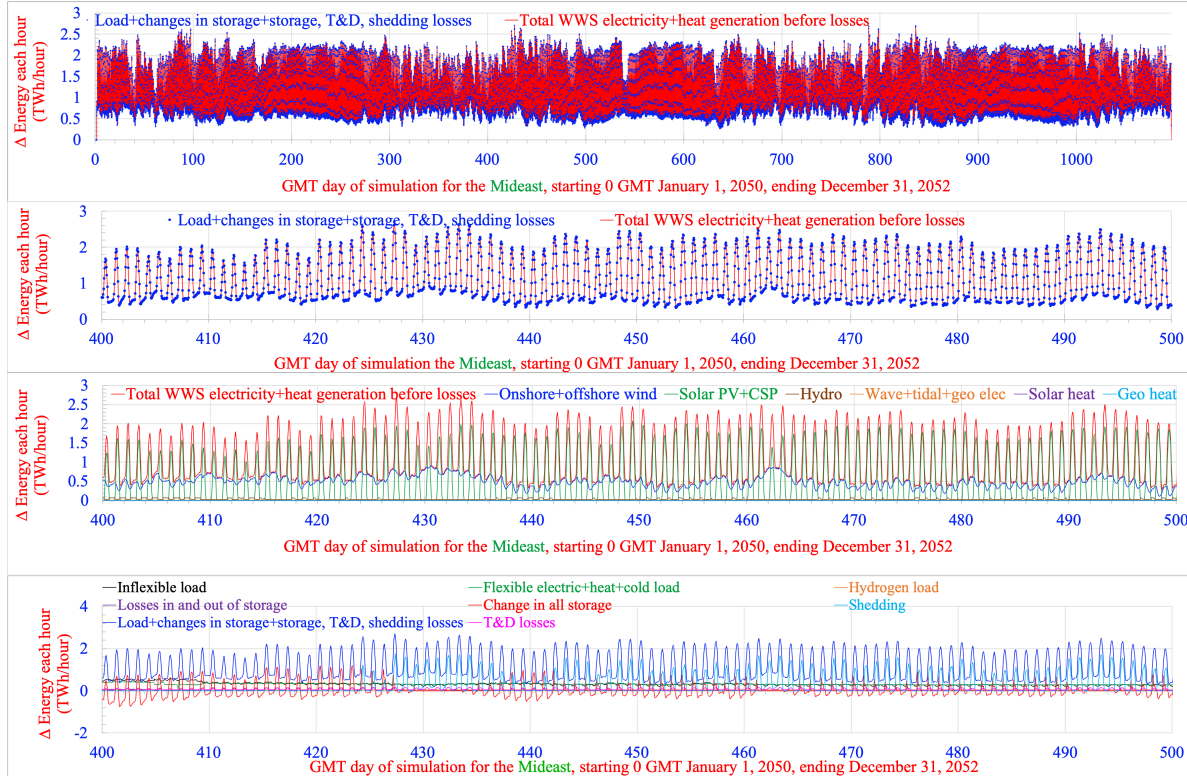 Load+changes in storage+storage, T&D, shedding losses —Total WWS electricity+heat generation before losses
Δ Energy each hour
(TWh/hour)
3
2.5
2
1.5
1
0.5
0
0 100 200 300 400 500 600 700 800 900 1000
GMT day of simulation for the Mideast, starting 0 GMT January 1, 2050, ending December 31, 2052
Load+changes in storage+storage, T&D, shedding losses —Total WWS electricity+heat generation before losses
Δ Energy each hour
(TWh/hour)
3
2
1
0
400 410 420 430 440 450 460 470 480 490 500
GMT day of simulation the Mideast, starting 0 GMT January 1, 2050, ending December 31, 2052
—Total WWS electricity+heat generation before losses —Onshore+offshore wind —Solar PV+CSP —Hydro —Wave+tidal+geo elec —Solar heat —Geo heat
Δ Energy each hour
(TWh/hour)
3
2.5
2
1.5
1
0.5
0
400 410 420 430 440 450 460 470 480 490 500
GMT day of simulation for the Mideast, starting 0 GMT January 1, 2050, ending December 31, 2052
—Inflexible load —Flexible electric+heat+cold load —Hydrogen load
—Losses in and out of storage —Change in all storage —Shedding
—Load+changes in storage+storage, T&D, shedding losses —T&D losses
Δ Energy each hour
(TWh/hour)
4
2
0
-2
400 410 420 430 440 450 460 470 480 490 500
GMT day of simulation for the Mideast, starting 0 GMT January 1, 2050, ending December 31, 2052